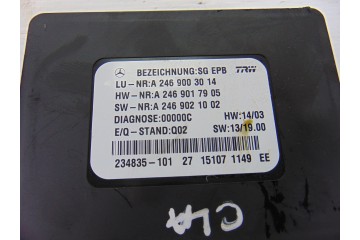 BEZEICHNUNG:SG EPB TRW
LU-NR:A 246 900 30 14
HW-NR:A 246 901 79 05
SW-NR:A 246 902 10 02
DIAGNOSE:00000C HW:14/03
E/Q-STAND:Q02 SW:13/19.00
234835-101 27 15107 1149 EE
CLA